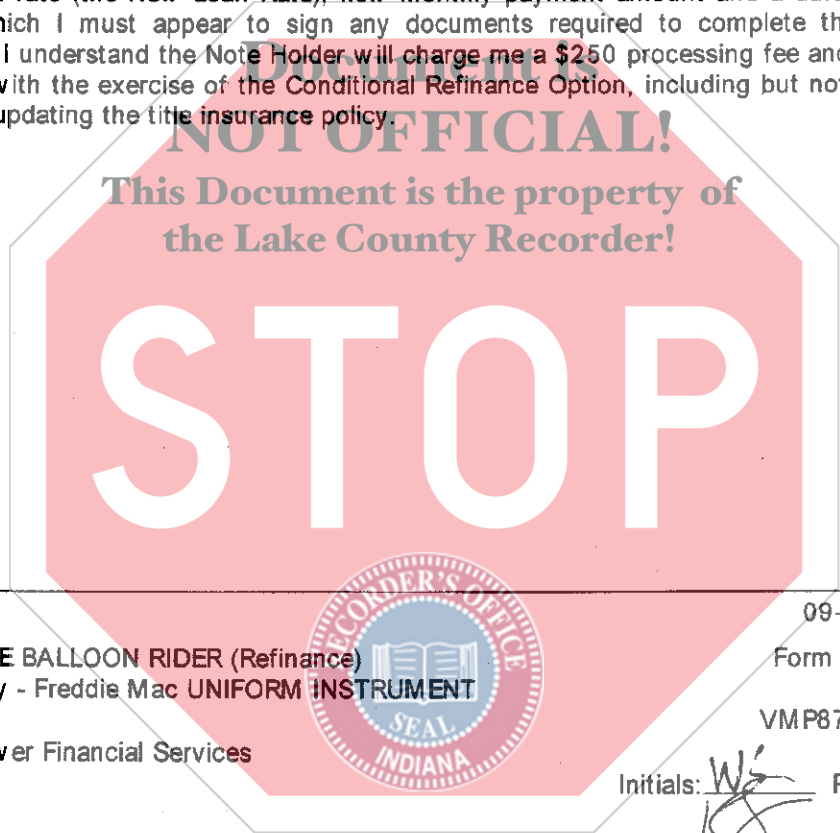 rate (the New Loan Rate), new monthly payment amount and a
which I must appear to sign any documents required to complete th
I understand the Note Holder will charge me a $250 processing fee and
with the exercise of the Conditional Refinance Option, including but not
updating the title insurance policy.
Document is
NOT OFFICIAL!
This Document is the property of
the Lake County Recorder!
STOP
RECORDER'S OFFICE
SEAL
INDIANA
09-
E BALLOON RIDER (Refinance)
Form
y - Freddie Mac UNIFORM INSTRUMENT
VMP87
wer Financial Services
Initials: